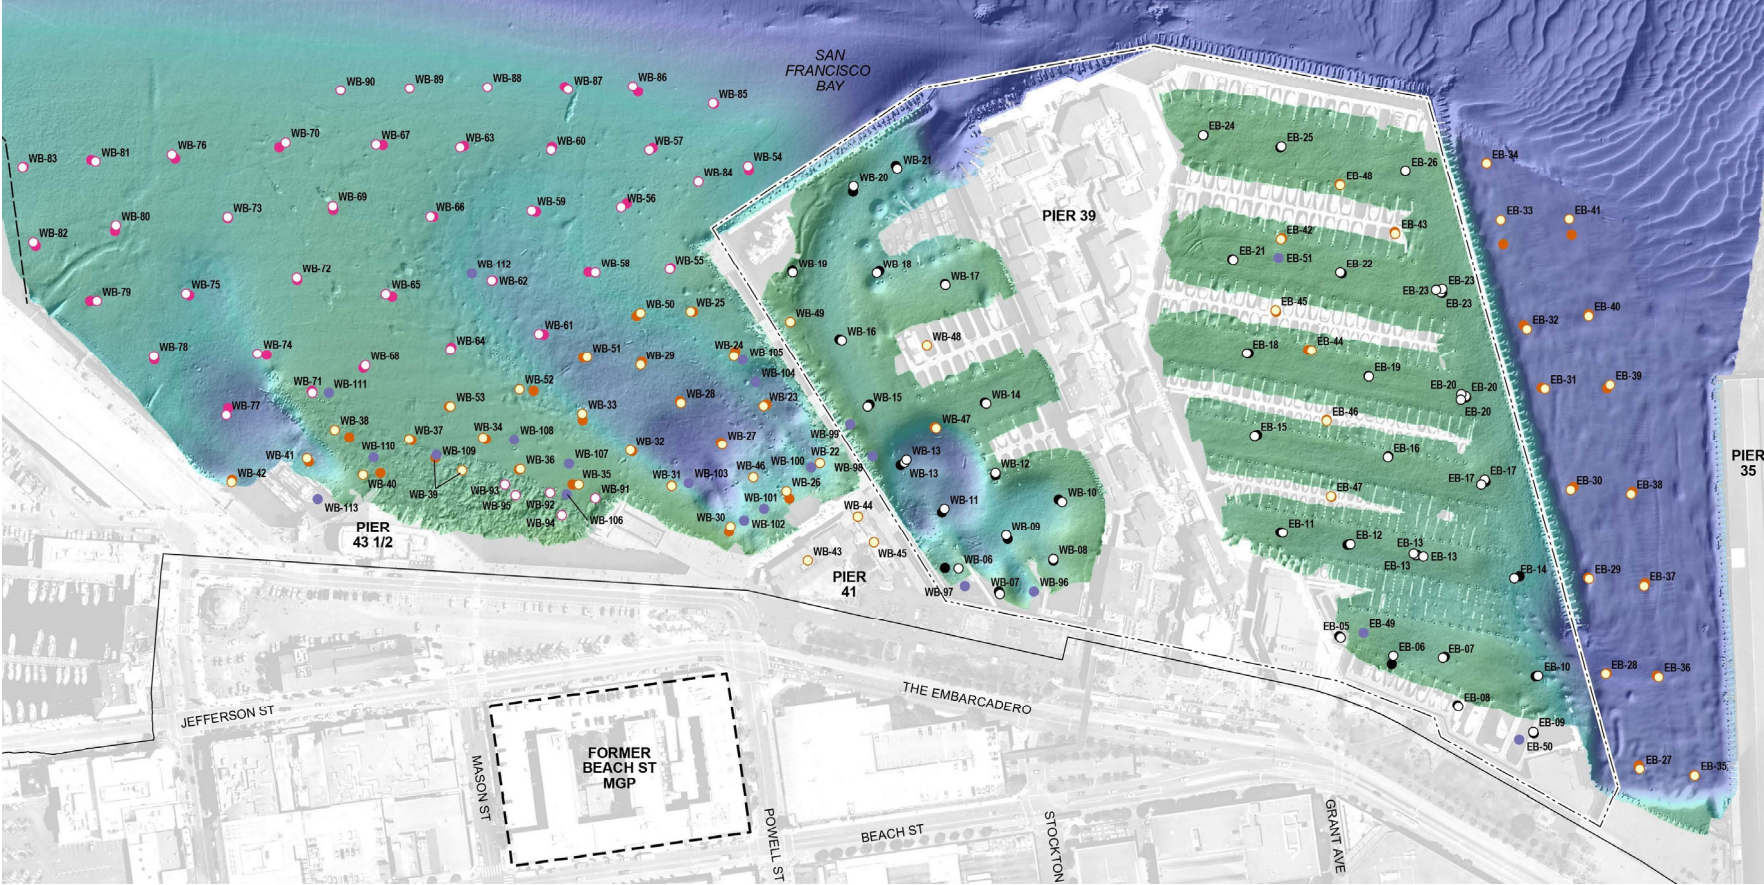 SAN
FRANCISCO
BAY
WB-90
WB-89
WB-88
WB-87
WB-86
WB-85
WB-83
WB-81
WB-76
WB-70
WB-67
WB-63
WB-60
WB-57
WB-54
WB-84
WB-82
WB-80
WB-73
WB-69
WB-66
WB-59
WB-56
WB-79
WB-75
WB-72
WB-65
WB-112
WB-62
WB-58
WB-55
WB-50
WB-25
WB-78
WB-74
WB-68
WB-64
WB-61
WB-51
WB-29
WB-24
WB-105
WB-104
WB-77
WB-71
WB-111
WB-53
WB-52
WB-33
WB-28
WB-23
WB-38
WB-37
WB-34
WB-108
WB-32
WB-27
WB-99
WB-42
WB-41
WB-110
WB-40
WB-109
WB-39
WB-36
WB-107
WB-35
WB-31
WB-103
WB-46
WB-100
WB-22
WB-98
WB-101
WB-26
WB-113
WB-93
WB-95
WB-92
WB-94
WB-91
WB-106
WB-30
WB-102
WB-44
WB-43
WB-45
PIER
43 1/2
PIER
41
WB-21
WB-20
WB-19
WB-18
WB-17
WB-49
WB-16
WB-48
WB-15
WB-14
WB-47
WB-13
WB-13
WB-12
WB-11
WB-10
WB-09
WB-08
WB-06
WB-07
WB-97
WB-96
PIER 39
EB-24
EB-25
EB-26
EB-48
EB-43
EB-42
EB-21
EB-51
EB-22
EB-23
EB-23
EB-23
EB-45
EB-18
EB-44
EB-19
EB-20
EB-20
EB-20
EB-46
EB-15
EB-16
EB-17
EB-17
EB-47
EB-11
EB-12
EB-13
EB-13
EB-13
EB-14
EB-05
EB-49
EB-06
EB-07
EB-08
EB-10
EB-09
EB-50
EB-34
EB-33
EB-41
EB-40
EB-32
EB-31
EB-39
EB-30
EB-38
EB-29
EB-37
EB-28
EB-36
EB-27
EB-35
PIER
35
JEFFERSON ST
THE EMBARCADERO
MASON ST
FORMER
BEACH ST
MGP
POWELL ST
BEACH ST
STOCKTON
GRANT AVE